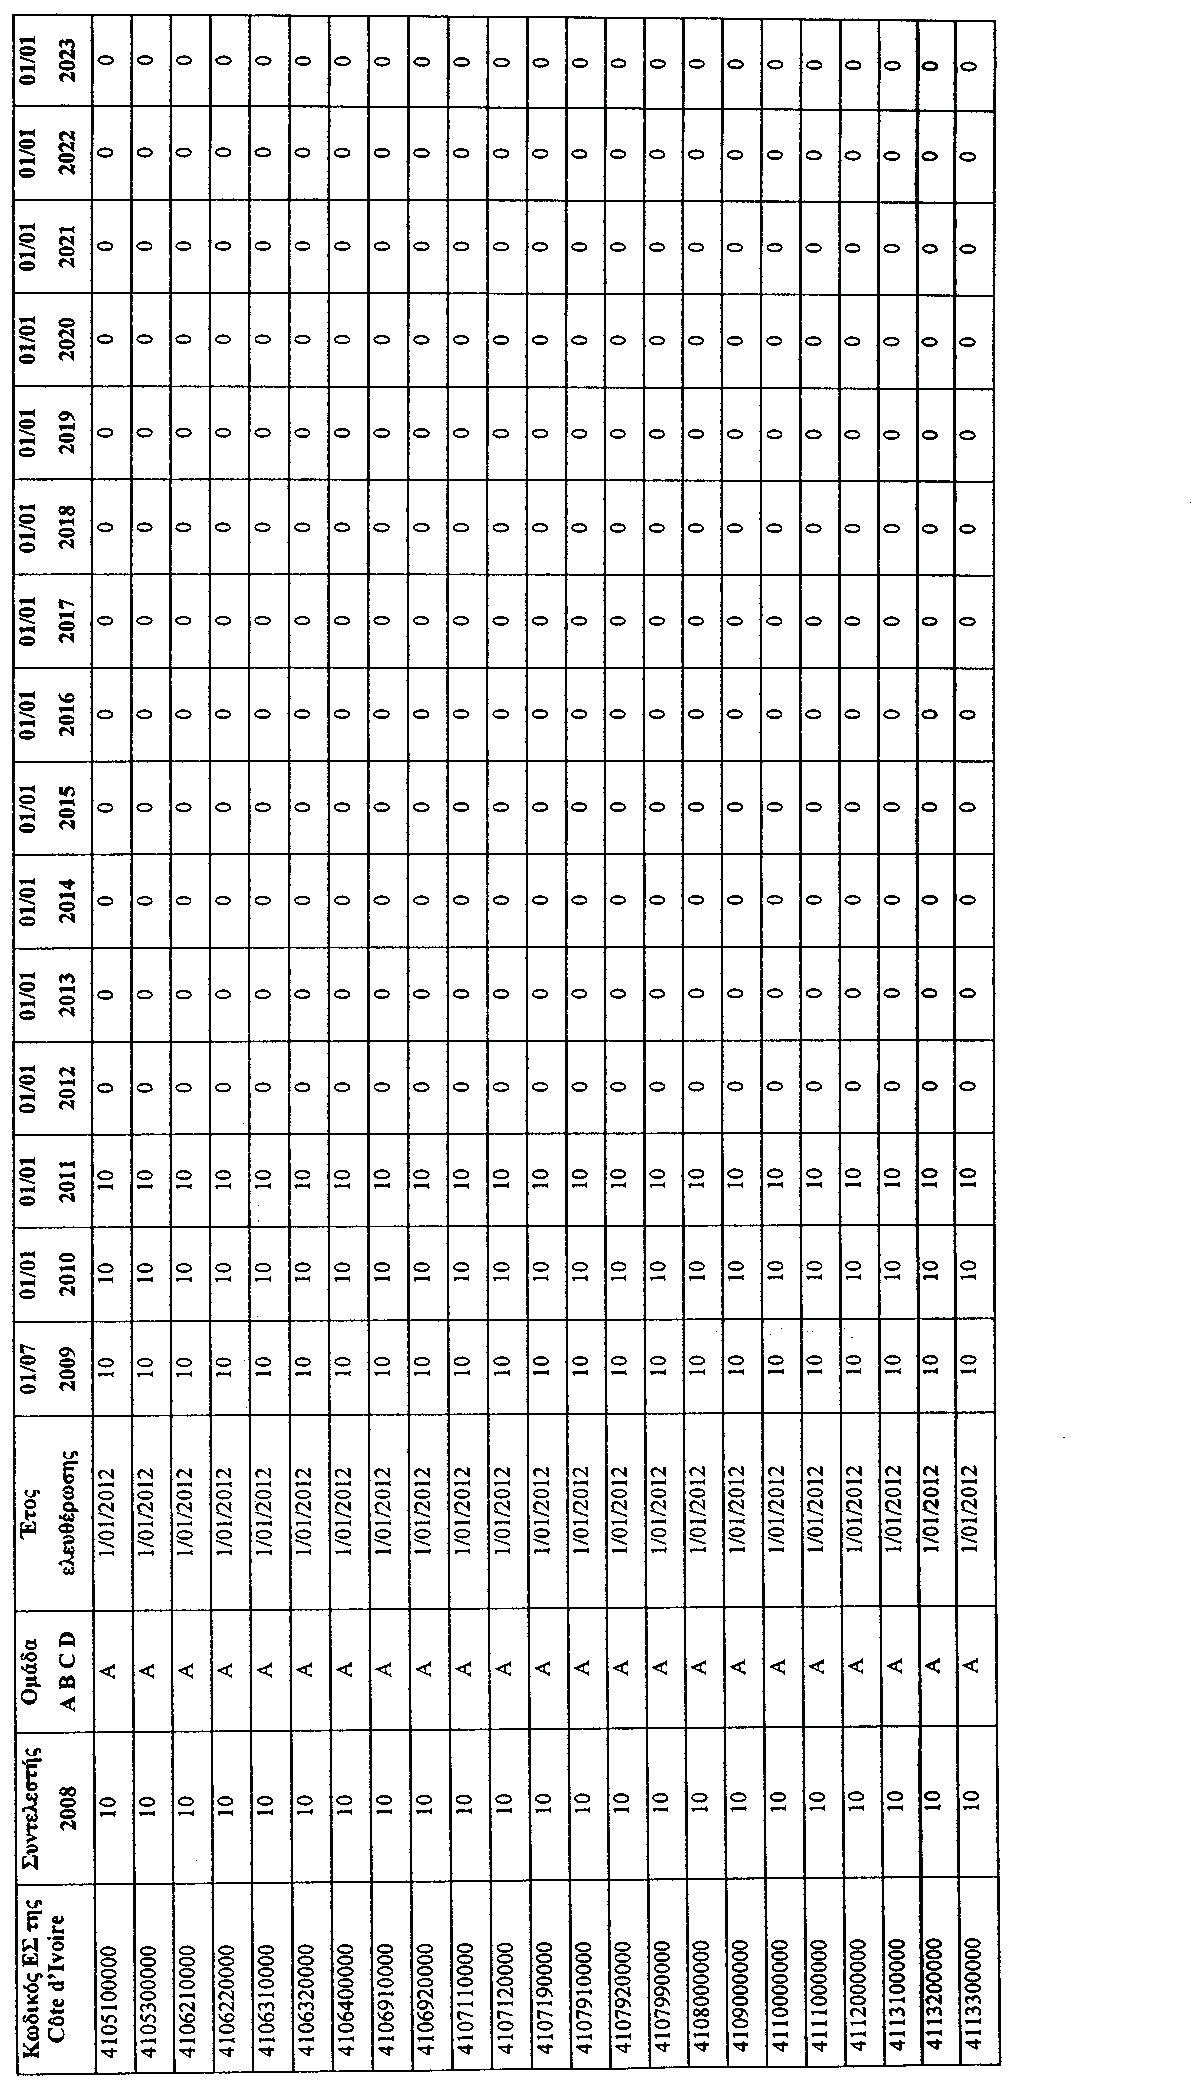 Κωδικός ΕΣ της Côte d'Ivoire Συντελεστής 2008 Ομάδα A B C D Έτος ελευθέρωσης 01/07 2009 01/01 2010 01/01 2011 01/01 2012 01/01 2013 01/01 2014 01/01 2015 01/01 2016 01/01 2017 01/01 2018 01/01 2019 01/01 2020 01/01 2021 01/01 2022 01/01 2023
4105100000 10 A 1/01/2012 10 10 10 0 0 0 0 0 0 0 0 0 0 0 0
4105300000 10 A 1/01/2012 10 10 10 0 0 0 0 0 0 0 0 0 0 0 0
4106210000 10 A 1/01/2012 10 10 10 0 0 0 0 0 0 0 0 0 0 0 0
4106220000 10 A 1/01/2012 10 10 10 0 0 0 0 0 0 0 0 0 0 0 0
4106310000 10 A 1/01/2012 10 10 10 0 0 0 0 0 0 0 0 0 0 0 0
4106320000 10 A 1/01/2012 10 10 10 0 0 0 0 0 0 0 0 0 0 0 0
4106400000 10 A 1/01/2012 10 10 10 0 0 0 0 0 0 0 0 0 0 0 0
4106910000 10 A 1/01/2012 10 10 10 0 0 0 0 0 0 0 0 0 0 0 0
4106920000 10 A 1/01/2012 10 10 10 0 0 0 0 0 0 0 0 0 0 0 0
4107110000 10 A 1/01/2012 10 10 10 0 0 0 0 0 0 0 0 0 0 0 0
4107120000 10 A 1/01/2012 10 10 10 0 0 0 0 0 0 0 0 0 0 0 0
4107190000 10 A 1/01/2012 10 10 10 0 0 0 0 0 0 0 0 0 0 0 0
4107910000 10 A 1/01/2012 10 10 10 0 0 0 0 0 0 0 0 0 0 0 0
4107920000 10 A 1/01/2012 10 10 10 0 0 0 0 0 0 0 0 0 0 0 0
4107990000 10 A 1/01/2012 10 10 10 0 0 0 0 0 0 0 0 0 0 0 0
4108000000 10 A 1/01/2012 10 10 10 0 0 0 0 0 0 0 0 0 0 0 0
4109000000 10 A 1/01/2012 10 10 10 0 0 0 0 0 0 0 0 0 0 0 0
4110000000 10 A 1/01/2012 10 10 10 0 0 0 0 0 0 0 0 0 0 0 0
4111000000 10 A 1/01/2012 10 10 10 0 0 0 0 0 0 0 0 0 0 0 0
4112000000 10 A 1/01/2012 10 10 10 0 0 0 0 0 0 0 0 0 0 0 0
4113100000 10 A 1/01/2012 10 10 10 0 0 0 0 0 0 0 0 0 0 0 0
4113200000 10 A 1/01/2012 10 10 10 0 0 0 0 0 0 0 0 0 0 0 0
4113300000 10 A 1/01/2012 10 10 10 0 0 0 0 0 0 0 0 0 0 0 0